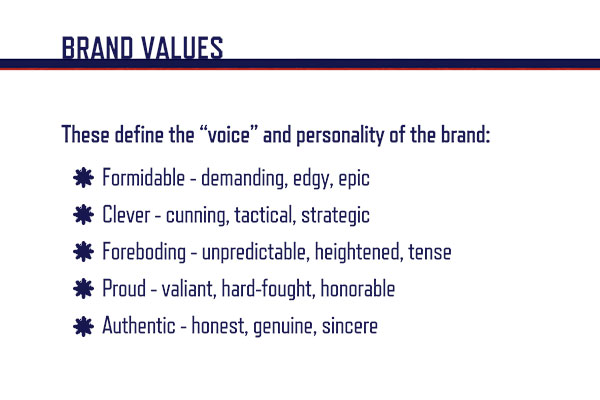 BRAND VALUES
These define the “voice” and personality of the brand:
Formidable - demanding, edgy, epic
Clever - cunning, tactical, strategic
Foreboding - unpredictable, heightened, tense
Proud - valiant, hard-fought, honorable
Authentic - honest, genuine, sincere